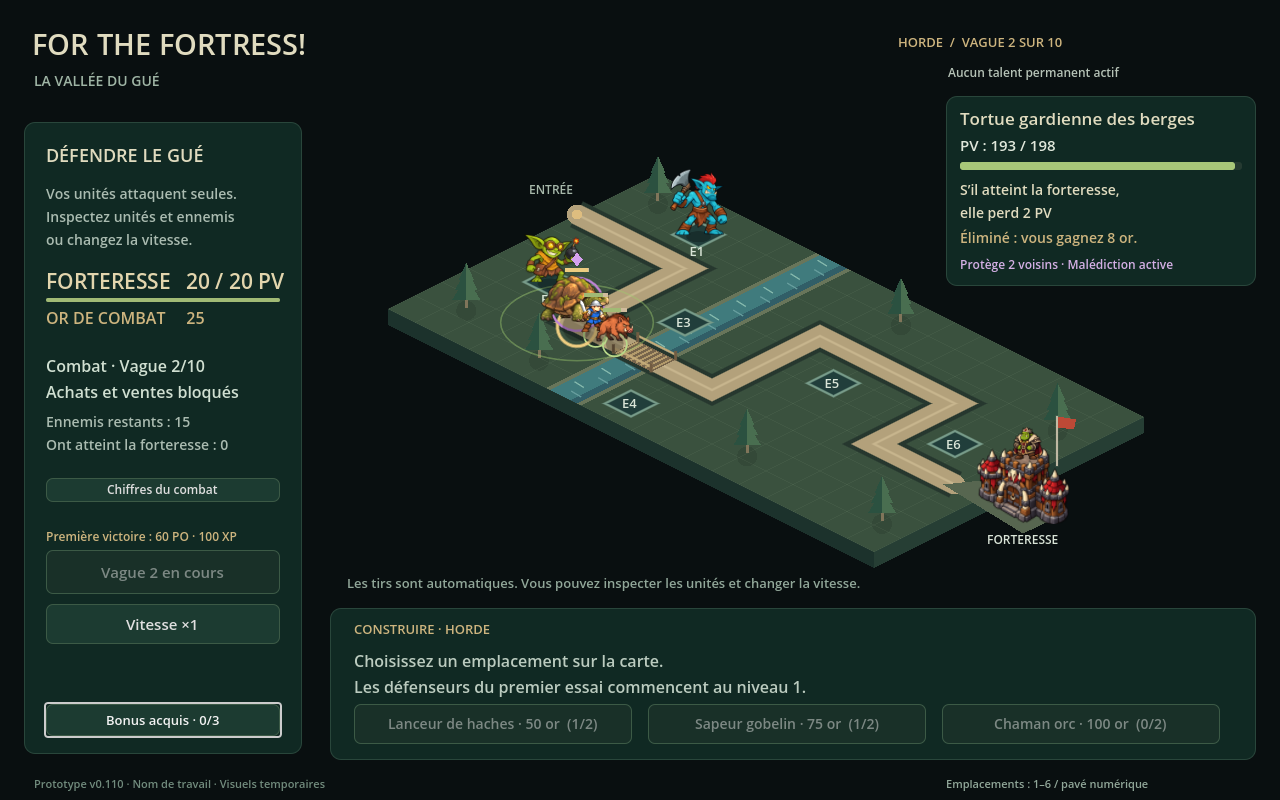 FOR THE FORTRESS!
LA VALLÉE DU GUÉ
HORDE / VAGUE 2 SUR 10
Aucun talent permanent actif
Tortue gardienne des berges
PV : 193 / 198
S'il atteint la forteresse,
elle perd 2 PV
Éliminé : vous gagnez 8 or.
Protège 2 voisins · Malédiction active
DÉFENDRE LE GUÉ
Vos unités attaquent seules.
Inspectez unités et ennemis
ou changez la vitesse.
FORTERESSE 20 / 20 PV
OR DE COMBAT 25
Combat · Vague 2/10
Achats et ventes bloqués
Ennemis restants : 15
Ont atteint la forteresse : 0
Chiffres du combat
Première victoire : 60 PO · 100 XP
Vague 2 en cours
Vitesse ×1
Bonus acquis · 0/3
ENTRÉE
E1
E3
E4
E5
E6
FORTERESSE
Les tirs sont automatiques. Vous pouvez inspecter les unités et changer la vitesse.
CONSTRUIRE · HORDE
Choisissez un emplacement sur la carte.
Les défenseurs du premier essai commencent au niveau 1.
Lanceur de haches · 50 or (1/2)
Sapeur gobelin · 75 or (1/2)
Chaman orc · 100 or (0/2)
Prototype v0.110 · Nom de travail · Visuels temporaires
Emplacements : 1–6 / pavé numérique